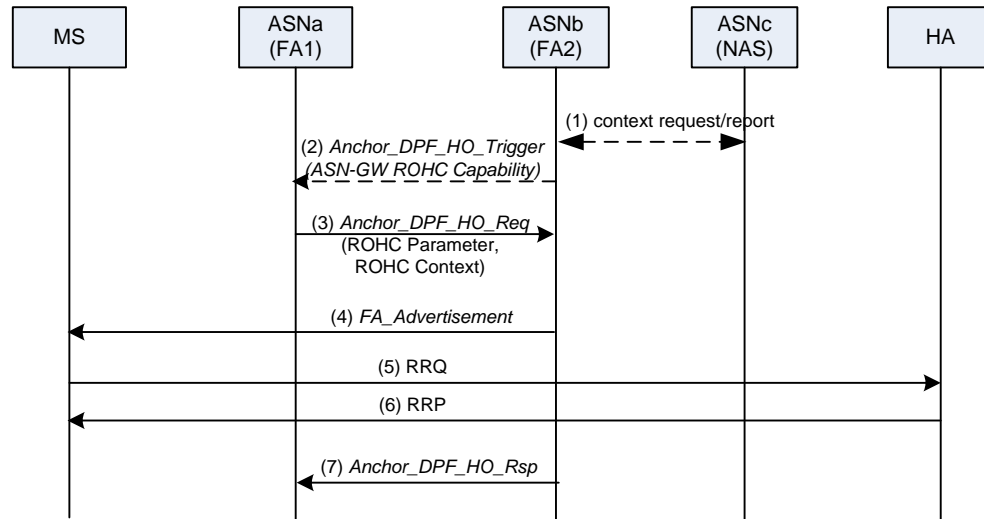 MS
ASNa
(FA1)
ASNb
(FA2)
ASNc
(NAS)
HA
(1) context request/report
(2) Anchor_DPF_HO_Trigger
(ASN-GW ROHC Capability)
(3) Anchor_DPF_HO_Req
(ROHC Parameter,
ROHC Context)
(4) FA_Advertisement
(5) RRQ
(6) RRP
(7) Anchor_DPF_HO_Rsp